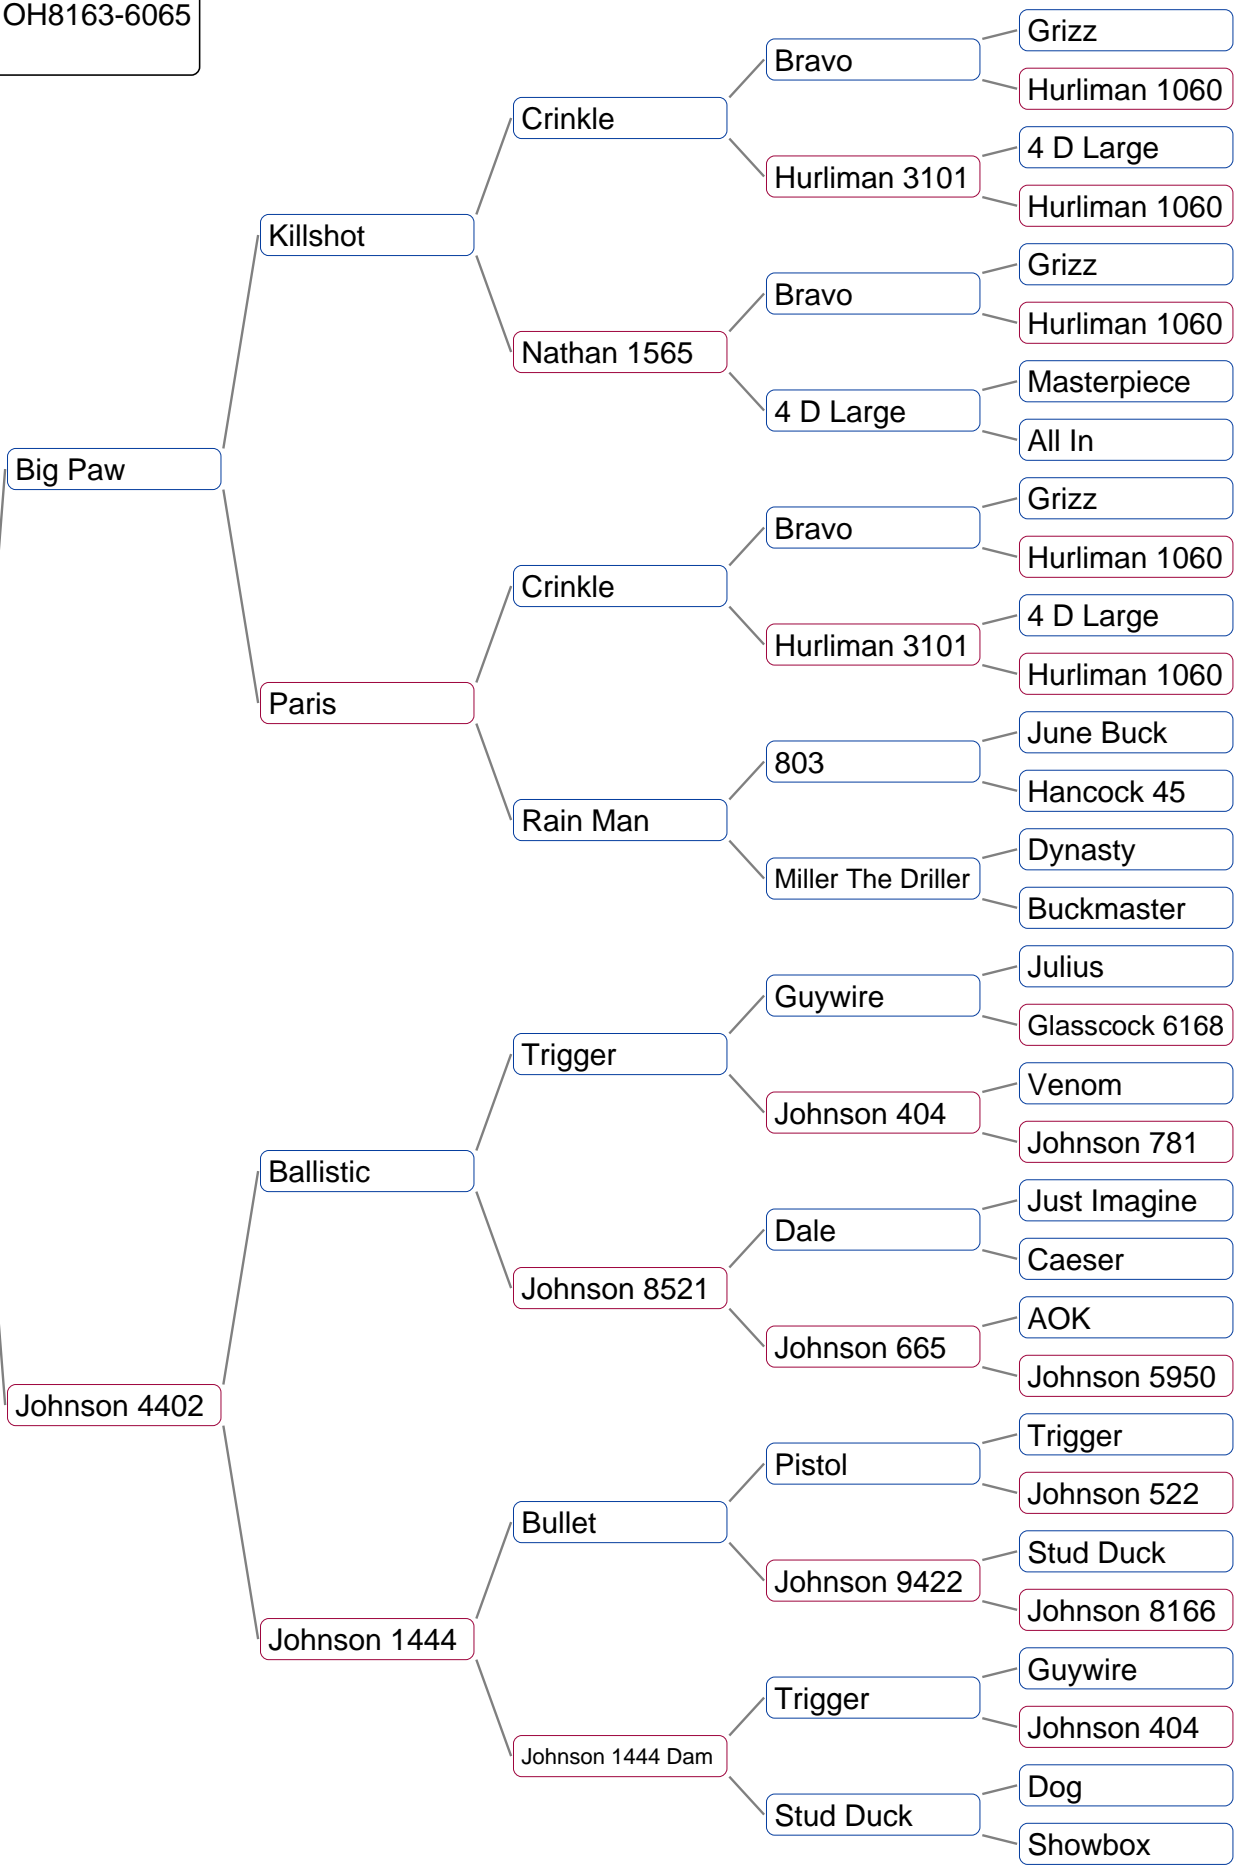 OH8163-6065
Grizz
Bravo
Hurliman 1060
Crinkle
4 D Large
Hurliman 3101
Hurliman 1060
Killshot
Grizz
Bravo
Hurliman 1060
Nathan 1565
Masterpiece
4 D Large
All In
Big Paw
Grizz
Bravo
Hurliman 1060
Crinkle
4 D Large
Hurliman 3101
Hurliman 1060
Paris
June Buck
803
Hancock 45
Rain Man
Dynasty
Miller The Driller
Buckmaster
Julius
Guywire
Glasscock 6168
Trigger
Venom
Johnson 404
Johnson 781
Ballistic
Just Imagine
Dale
Caeser
Johnson 8521
AOK
Johnson 665
Johnson 5950
Johnson 4402
Trigger
Pistol
Johnson 522
Bullet
Stud Duck
Johnson 9422
Johnson 8166
Johnson 1444
Guywire
Trigger
Johnson 404
Johnson 1444 Dam
Dog
Stud Duck
Showbox